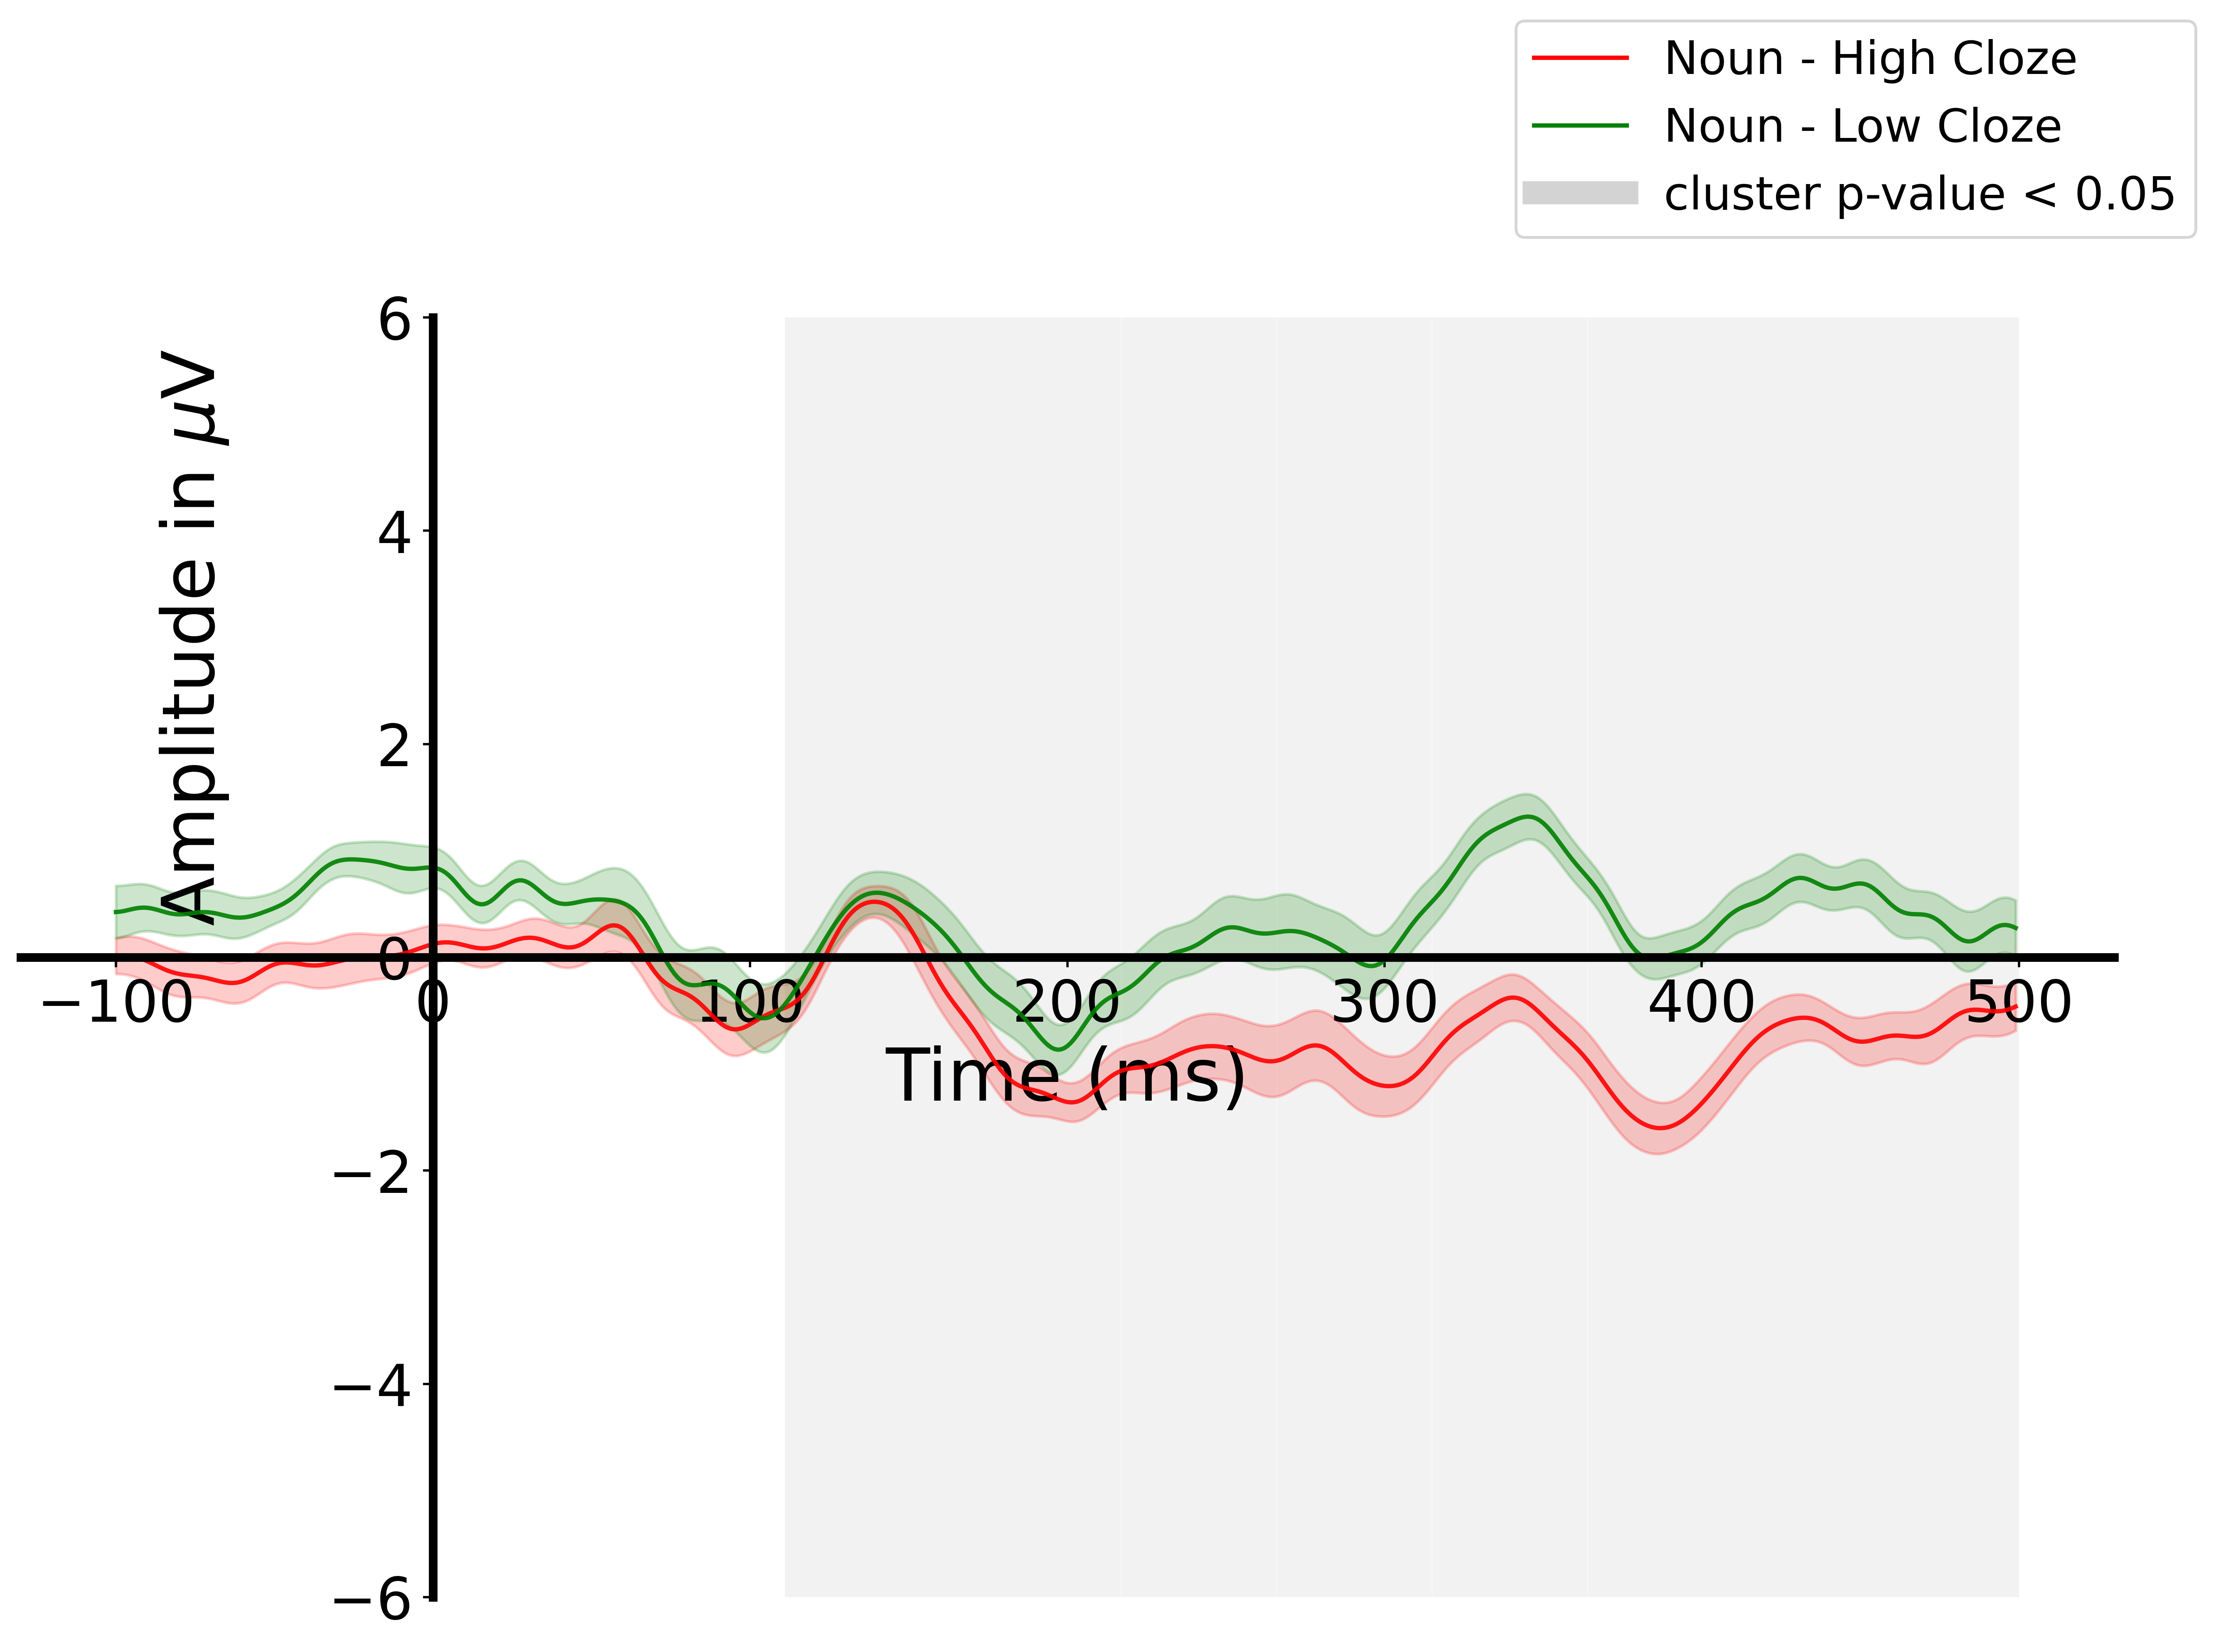 Noun - High Cloze
Noun - Low Cloze
cluster p-value < 0.05
Amplitude in µV
6
4
2
0
−2
−4
−6
−100 0 100 200 300 400 500
Time (ms)